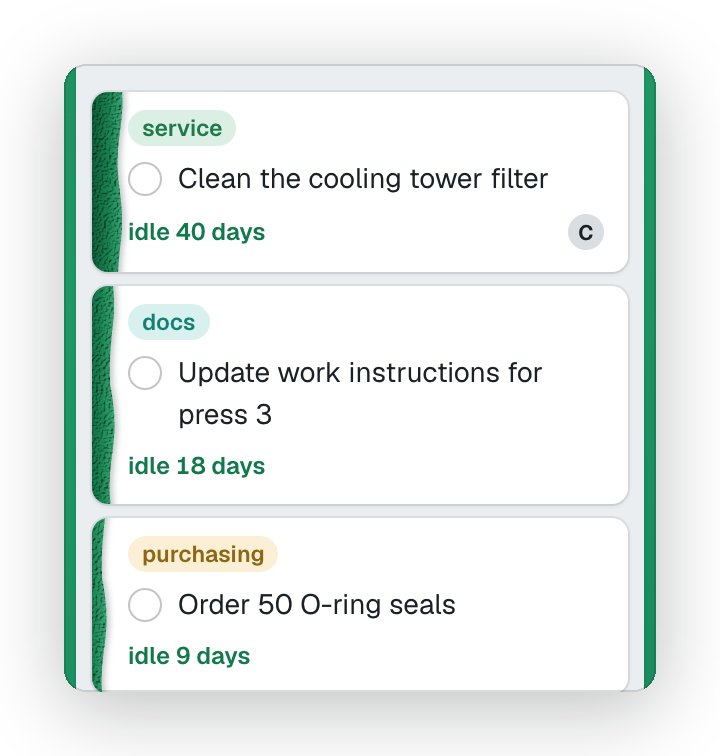 service
Clean the cooling tower filter
idle 40 days
C
docs
Update work instructions for
press 3
idle 18 days
purchasing
Order 50 O-ring seals
idle 9 days